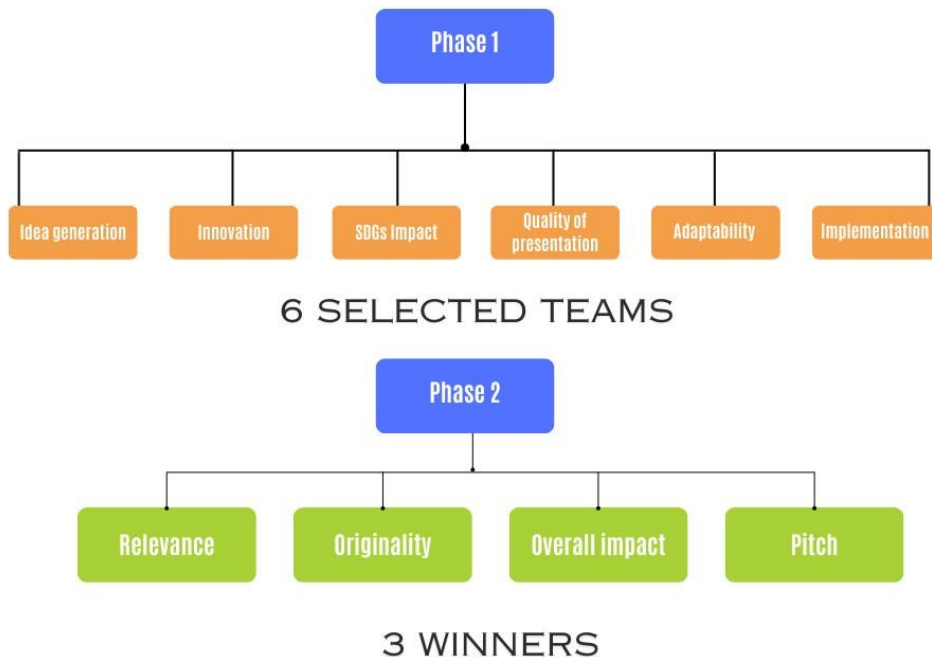 Phase 1
Idea generation
Innovation
SDGs Impact
Quality of
presentation
Adaptability
Implementation
6 SELECTED TEAMS
Phase 2
Relevance
Originality
Overall impact
Pitch
3 WINNERS